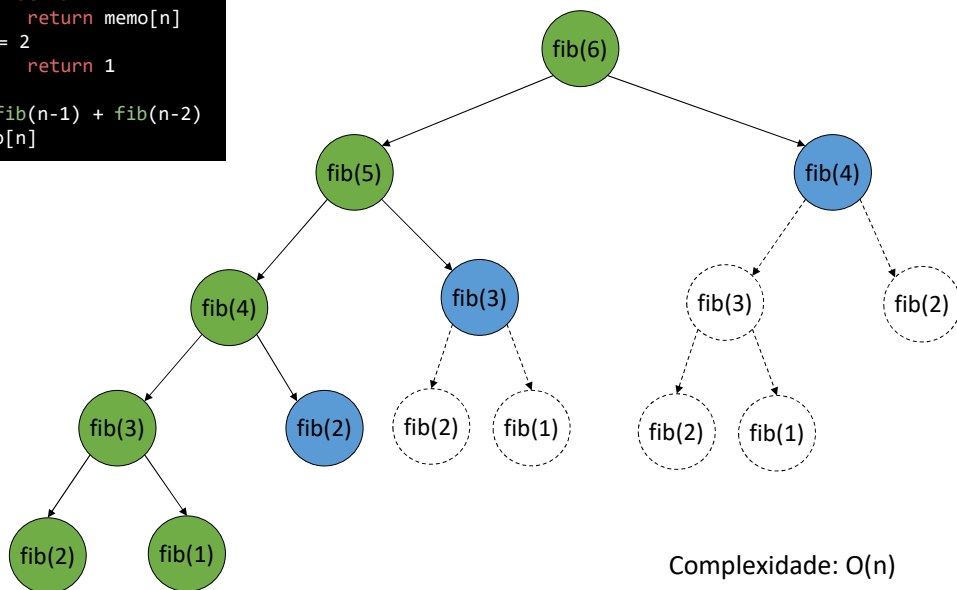 return memo[n]
= 2
return 1
fib(n-1) + fib(n-2)
o[n]
fib(6)
fib(5)
fib(4)
fib(4)
fib(3)
fib(3)
fib(2)
fib(3)
fib(2)
fib(2)
fib(1)
fib(2)
fib(1)
fib(2)
fib(1)
Complexidade: O(n)